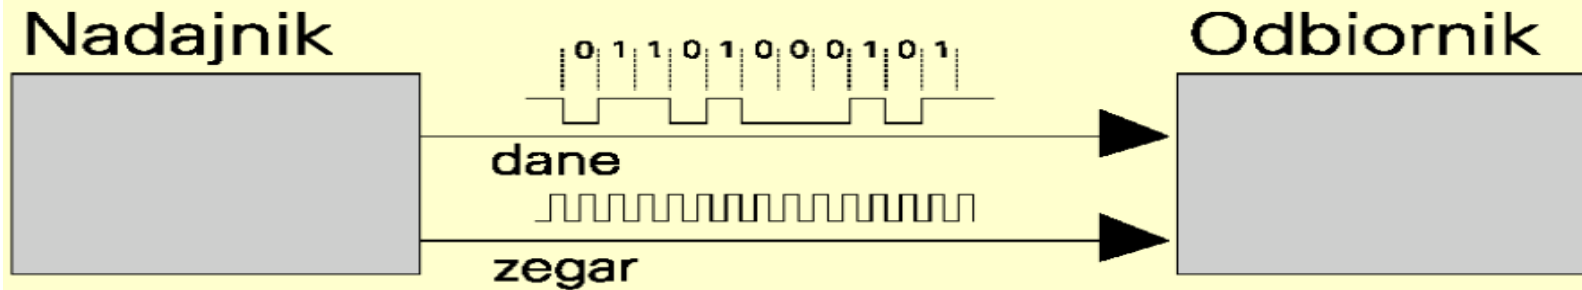 Nadajnik
Odbiornik
0 1 1 0 1 0 0 0 1 0 1
dane
zegar